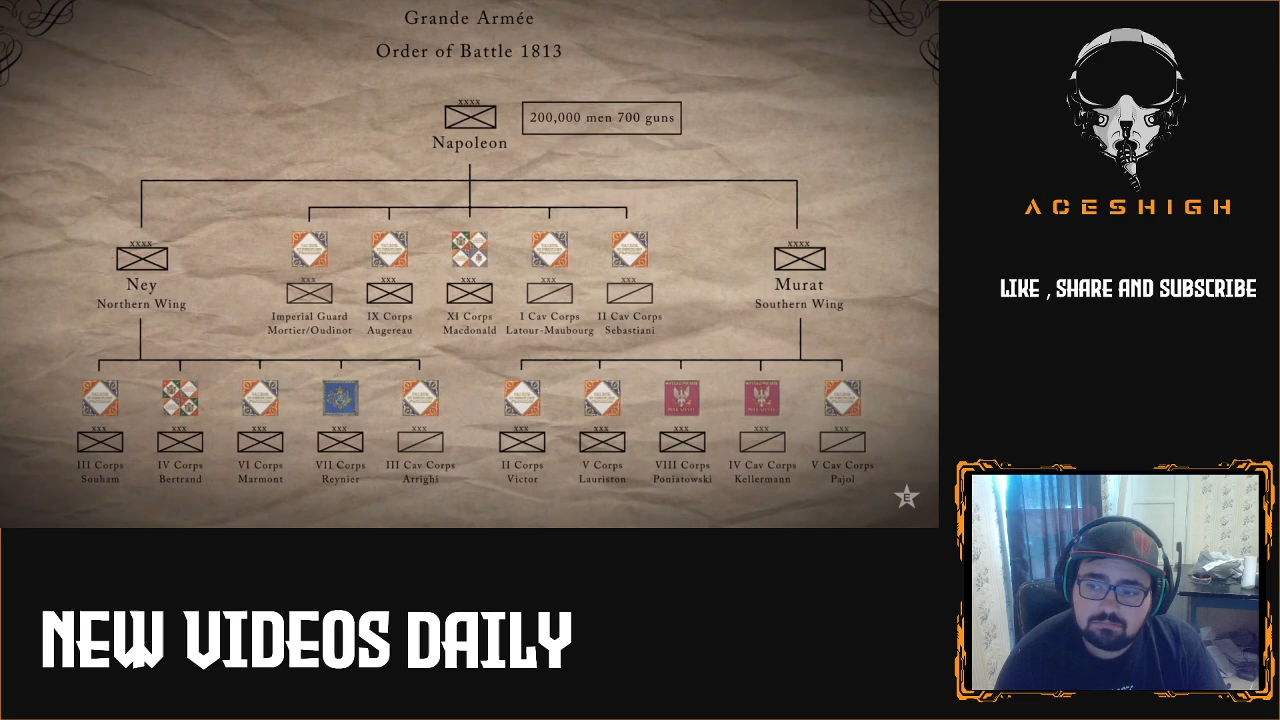 Grande Armée
Order of Battle 1813
xxxx
200,000 men 700 guns
Napoleon
xxxx
Ney
Northern Wing
xxxx
Murat
Southern Wing
xxx xxx xxx xxx xxx
Imperial Guard
Mortier/Oudinot
IX Corps
Augereau
XI Corps
Macdonald
I Cav Corps
Latour-Maubourg
II Cav Corps
Sebastiani
xxx xxx xxx xxx xxx
III Corps
Souham
IV Corps
Bertrand
VI Corps
Marmont
VII Corps
Reynier
III Cav Corps
Arrighi
xxx xxx xxx xxx xxx
II Corps
Victor
V Corps
Lauriston
VIII Corps
Poniatowski
IV Cav Corps
Kellermann
V Cav Corps
Pajol
E
ACESHIGH
LIKE , SHARE AND SUBSCRIBE
NEW VIDEOS DAILY